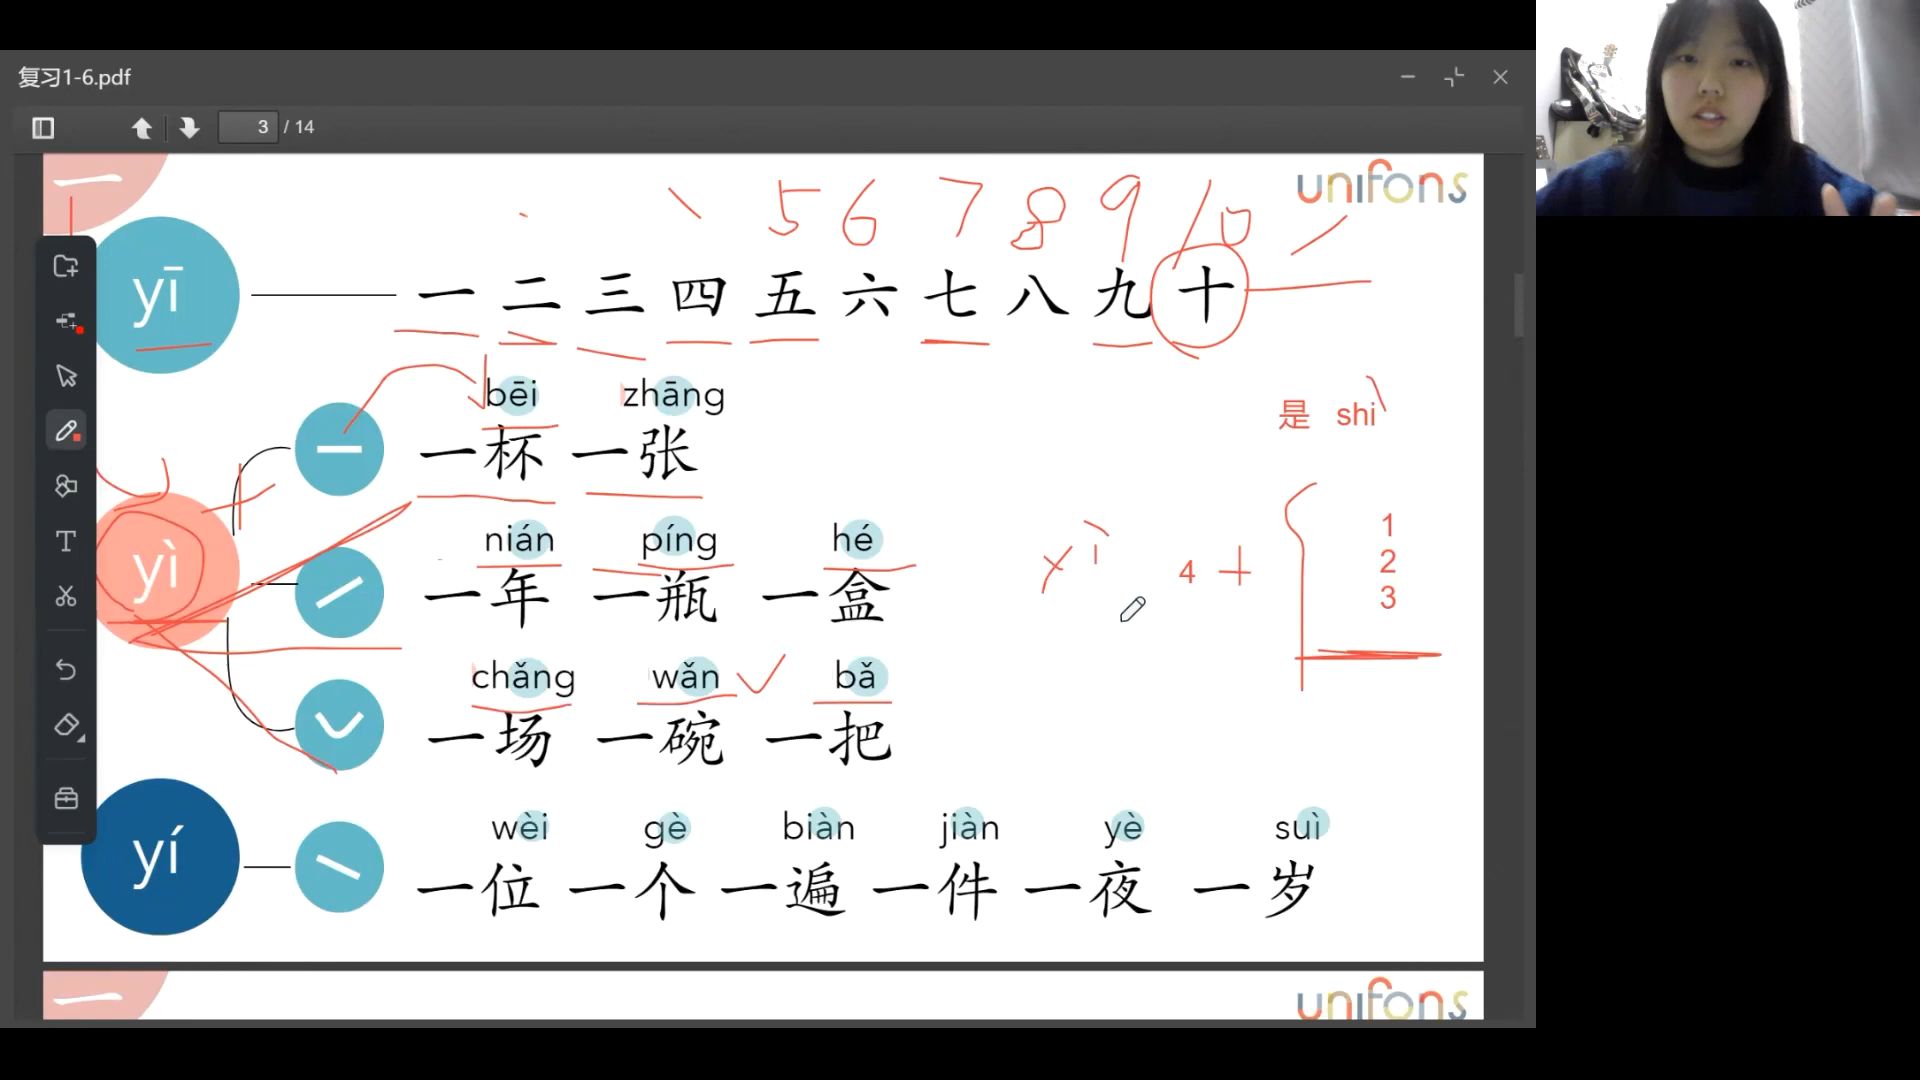 复习1-6.pdf
3 / 14
一
unifons
5 6 7 8 9 10
yī
一 二 三 四 五 六 七 八 九 十
bēi zhāng
一杯 一张
是 shì
yì
nián píng hé
一年 一瓶 一盒
yì 4 +
1
2
3
chǎng wǎn bǎ
一场 一碗 一把
T
yí
wèi gè biàn jiàn yè suì
一位 一个 一遍 一件 一夜 一岁
一
unifons